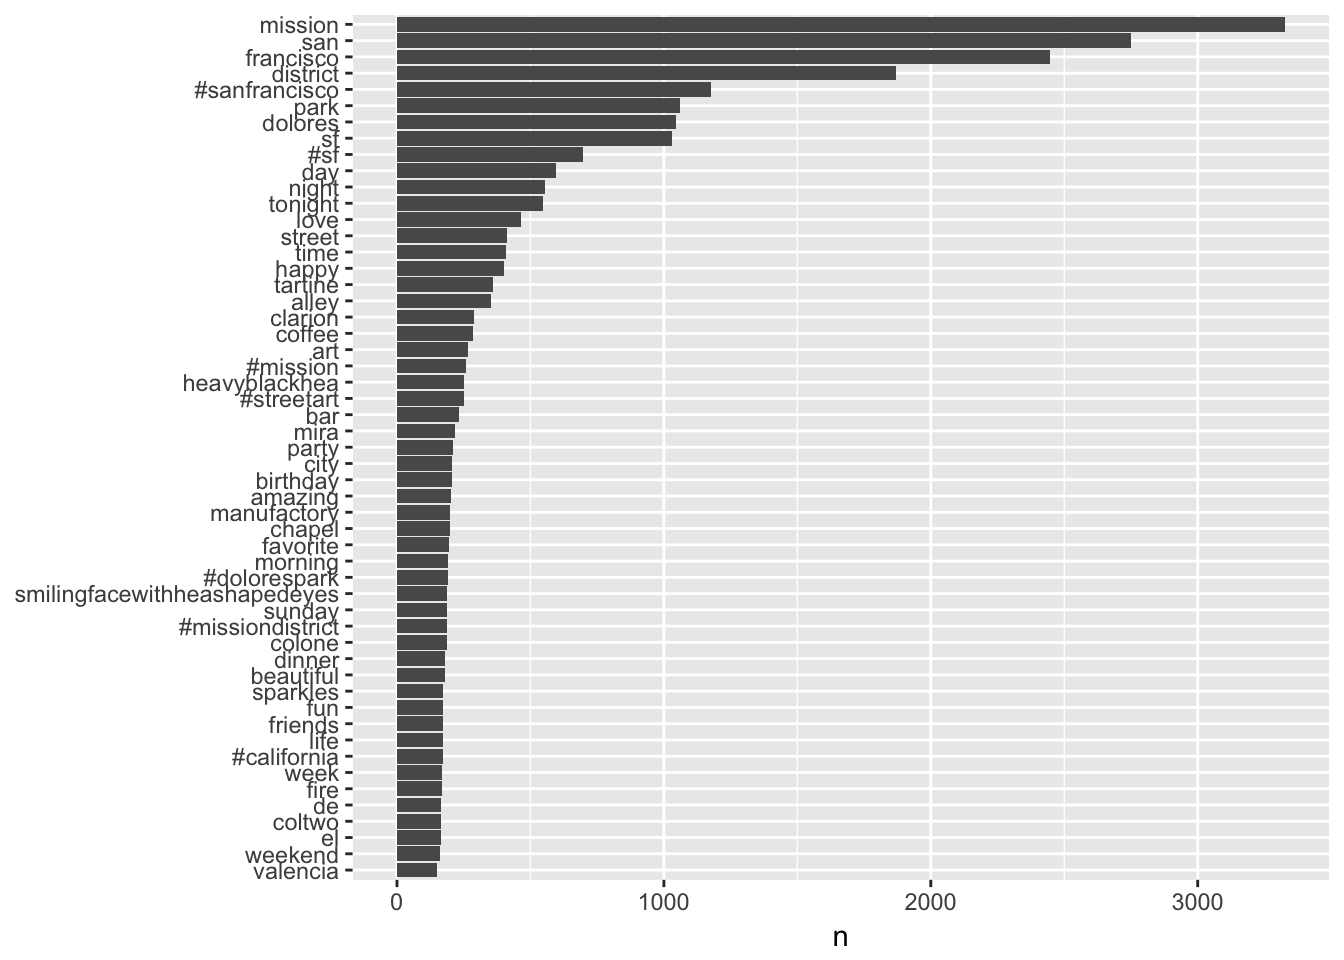 mission
san
francisco
district
#sanfrancisco
park
dolores
sf
#sf
day
night
tonight
love
street
time
happy
tartine
alley
clarion
coffee
art
#mission
heavyblackhea
#streetart
bar
mira
party
city
birthday
amazing
manufactory
chapel
favorite
morning
#dolorespark
smilingfacewithheashapedeyes
sunday
#missiondistrict
colone
dinner
beautiful
sparkles
fun
friends
life
#california
week
fire
de
coltwo
el
weekend
valencia
0 1000 2000 3000
n